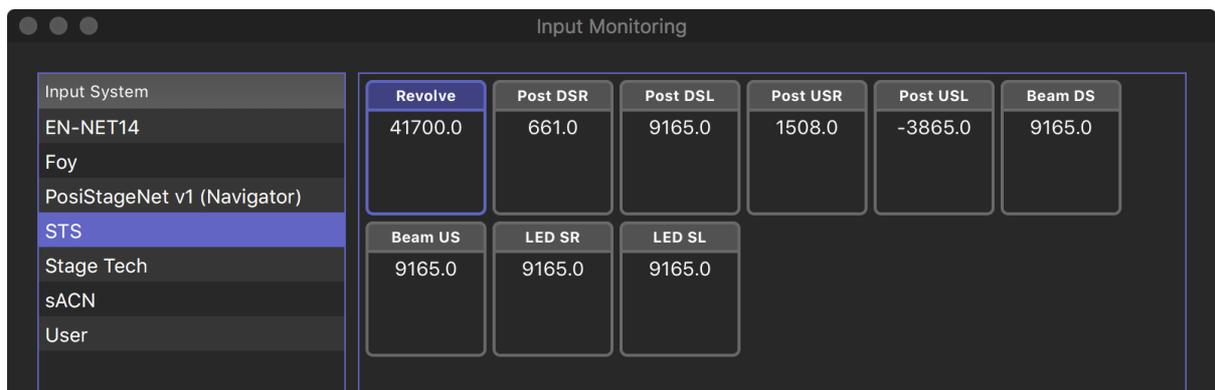 Input Monitoring
Input System
EN-NET14
Foy
PosiStageNet v1 (Navigator)
STS
Stage Tech
sACN
User
Revolve Post DSR Post DSL Post USR Post USL Beam DS
41700.0 661.0 9165.0 1508.0 -3865.0 9165.0
Beam US LED SR LED SL
9165.0 9165.0 9165.0